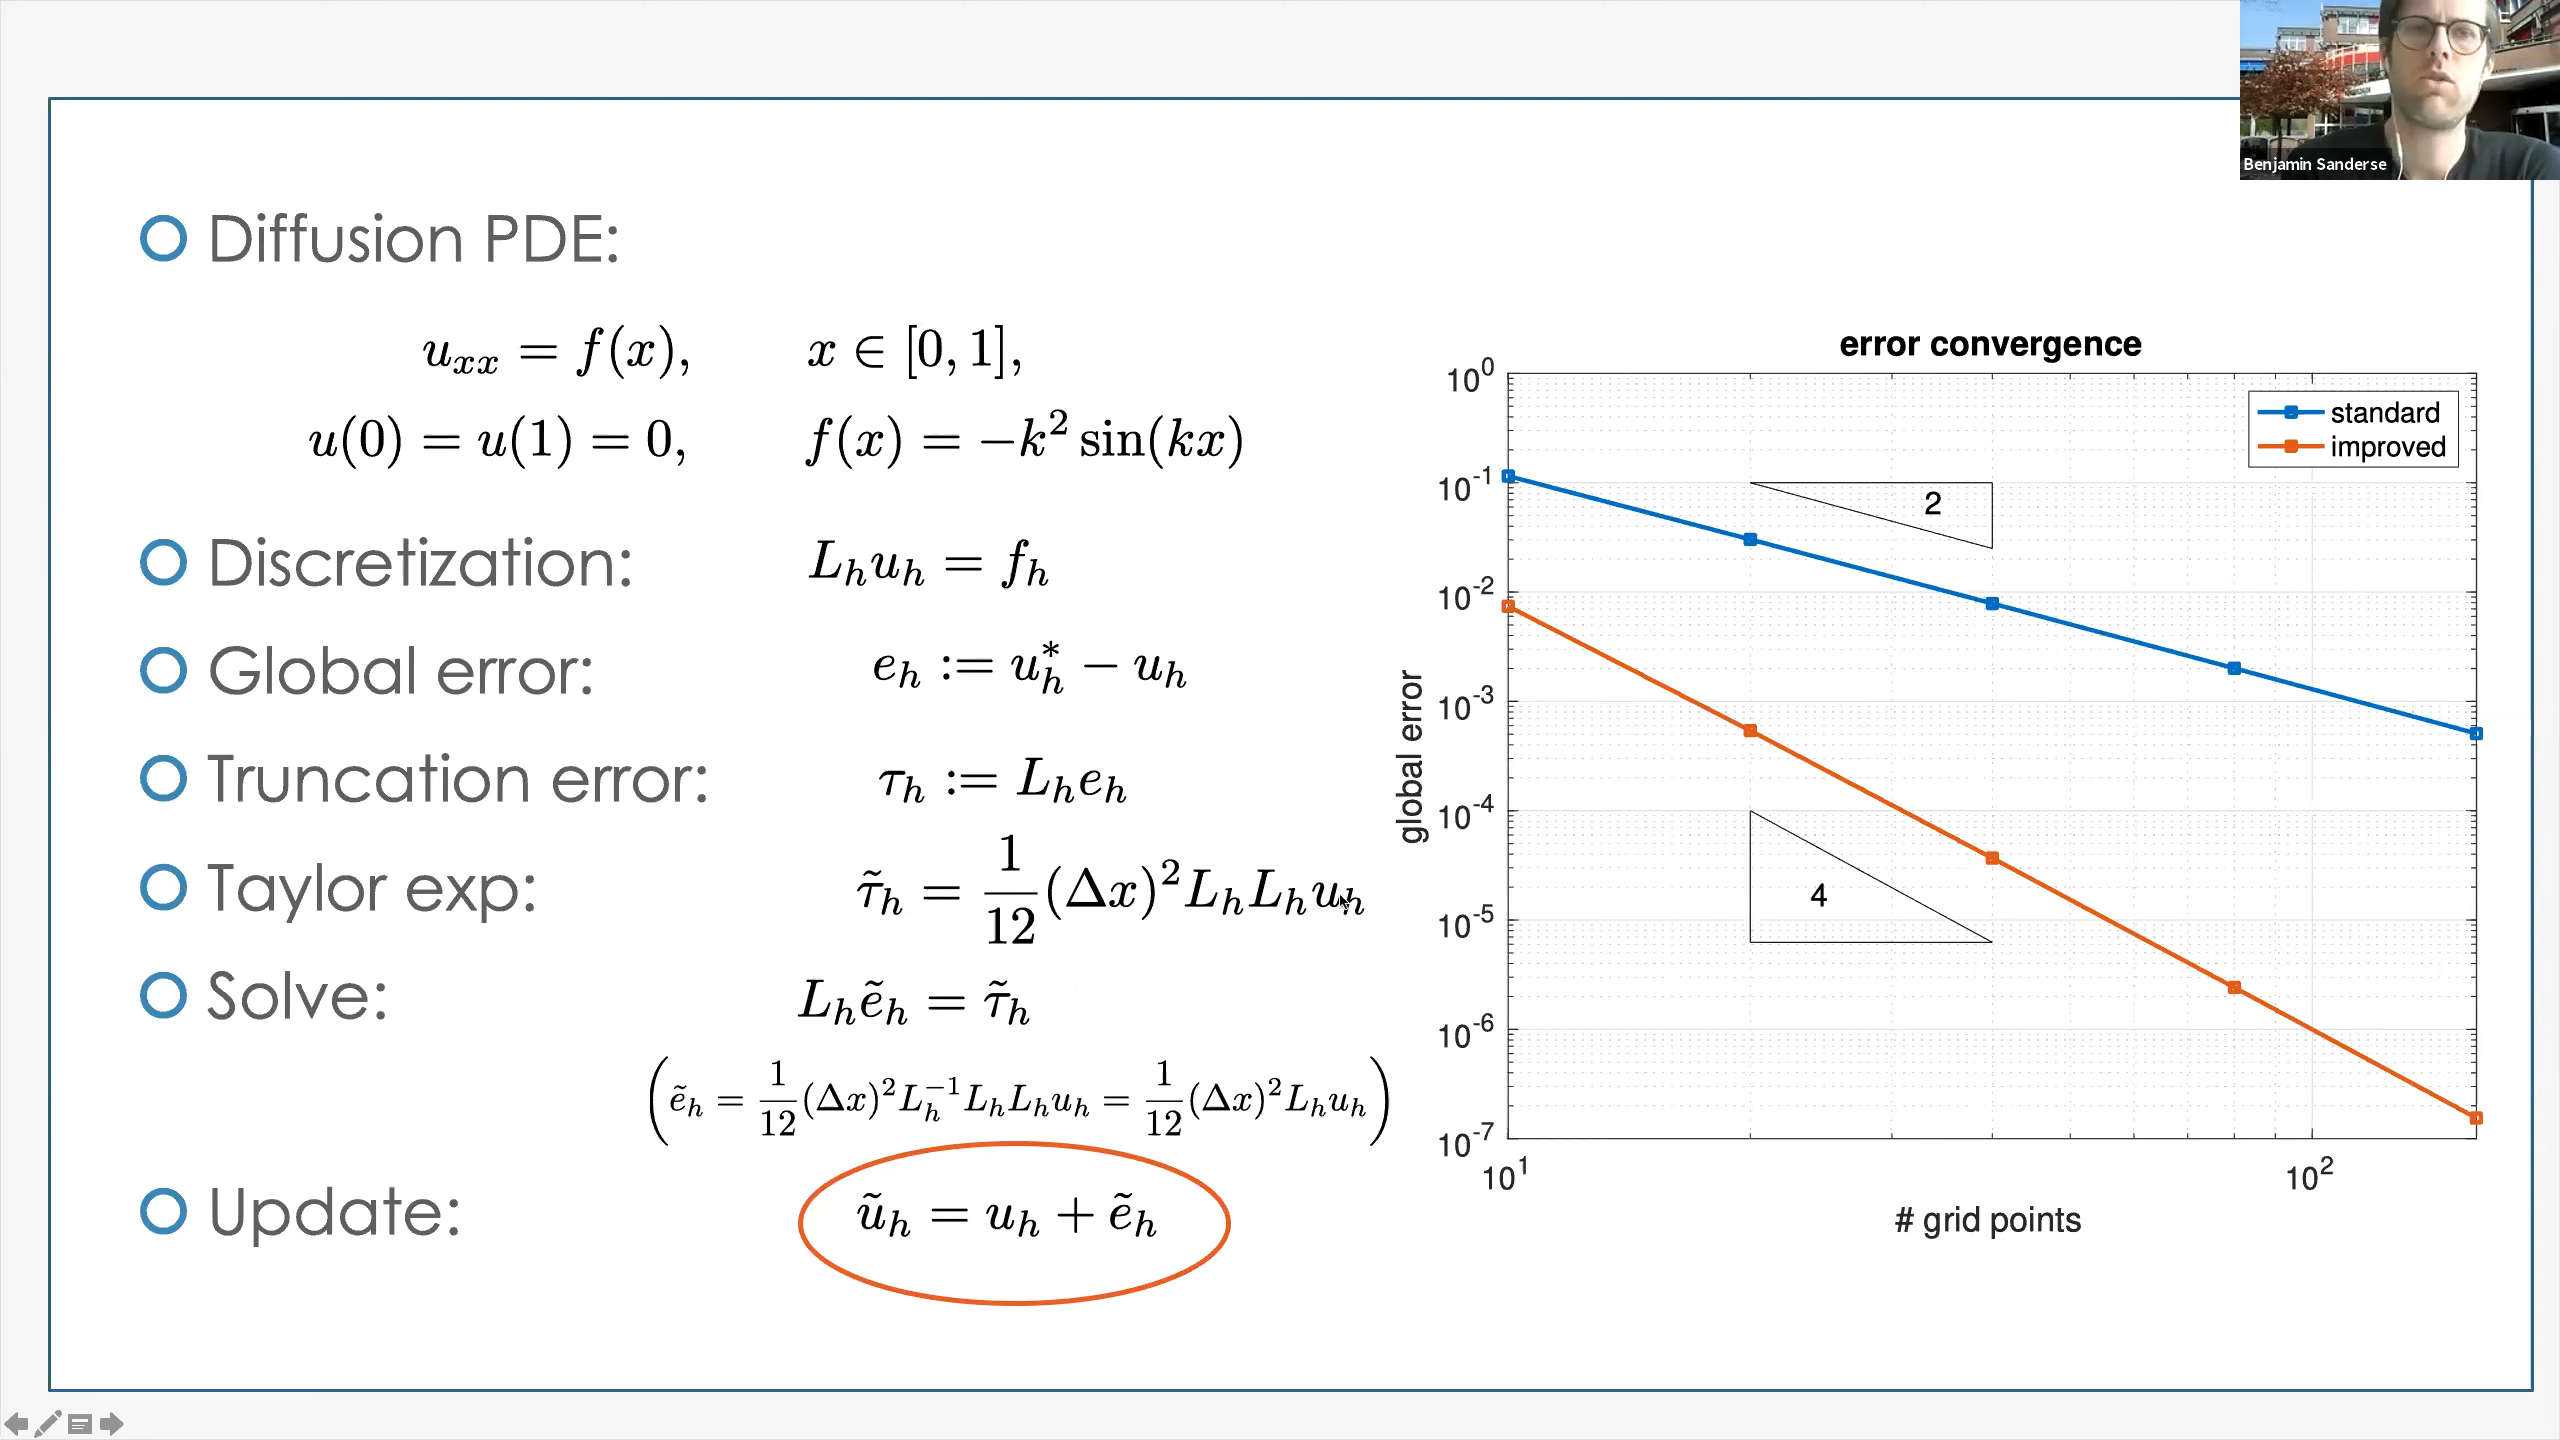 Benjamin Sanderse
Diffusion PDE:
u_{xx} = f(x), x ∈ [0, 1],
u(0) = u(1) = 0, f(x) = −k² sin(kx)
Discretization: L_h u_h = f_h
Global error: e_h := u_h^* − u_h
Truncation error: τ_h := L_h e_h
Taylor exp: τ̃_h = \frac{1}{12}(Δx)² L_h L_h u_h
Solve: L_h ẽ_h = τ̃_h
(ẽ_h = \frac{1}{12}(Δx)² L_h^{−1} L_h L_h u_h = \frac{1}{12}(Δx)² L_h u_h)
Update: ũ_h = u_h + ẽ_h
error convergence
standard
improved
global error
10^0
10^{-1}
10^{-2}
10^{-3}
10^{-4}
10^{-5}
10^{-6}
10^{-7}
2
4
10^1 10^2
# grid points